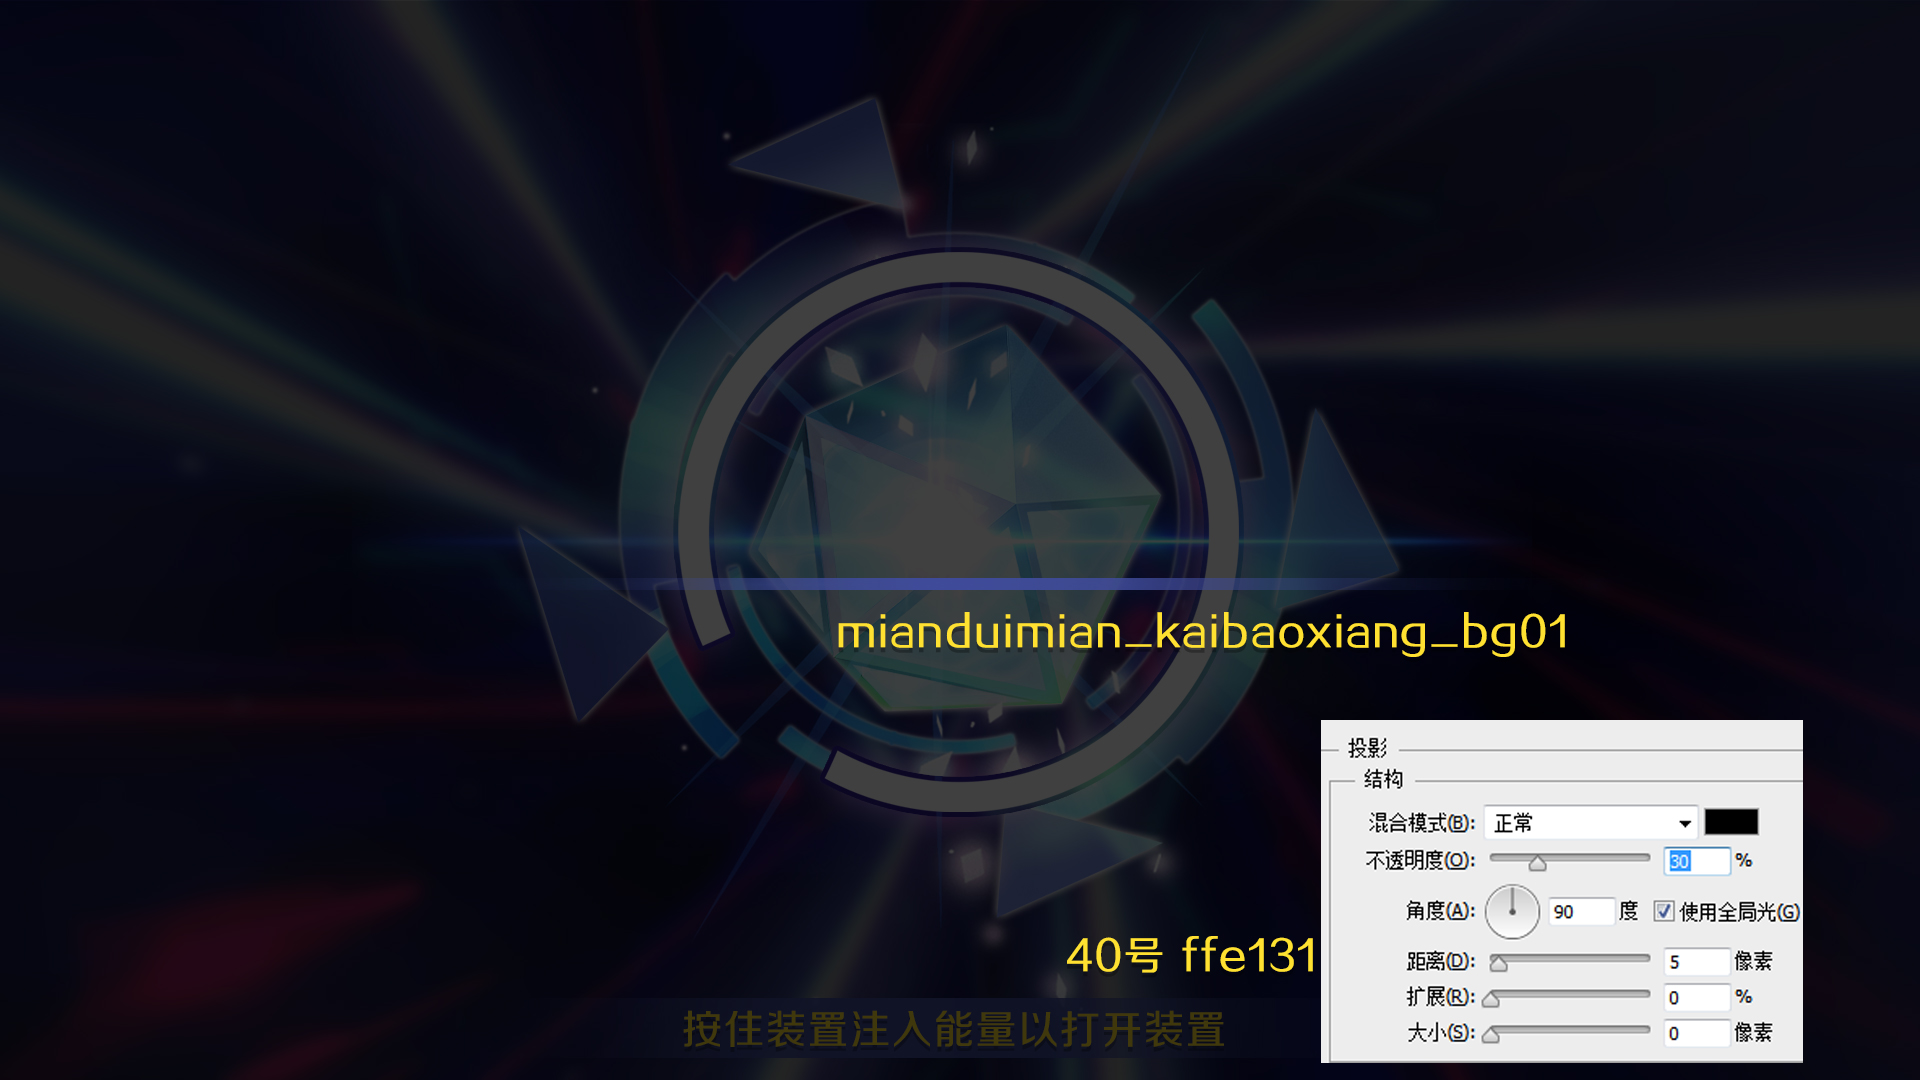 mianduimian_kaibaoxiang_bg01
投影
结构
混合模式(B): 正常
不透明度(O): 30 %
角度(A): 90 度 使用全局光(G)
40号 ffe131
距离(D): 5 像素
扩展(R): 0 %
按住装置注入能量以打开装置
大小(S): 0 像素